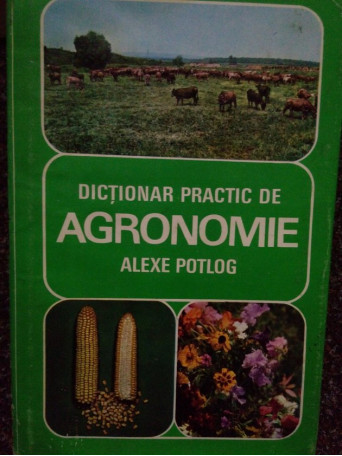 DICȚIONAR PRACTIC DE
AGRONOMIE
ALEXE POTLOG